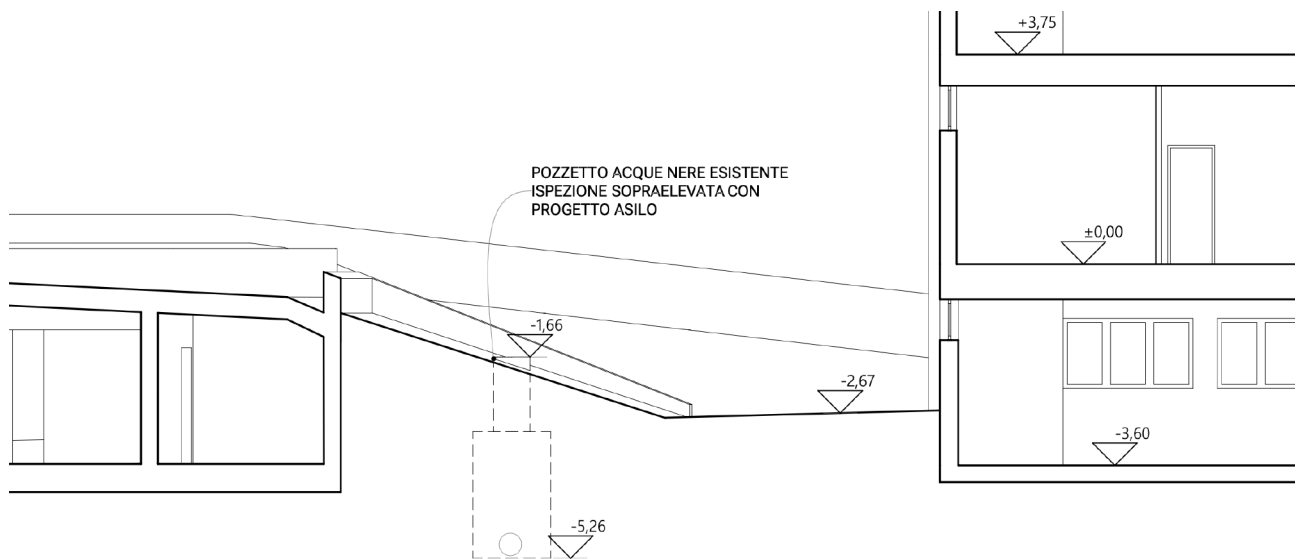 +3,75
POZZETTO ACQUE NERE ESISTENTE
ISPEZIONE SOPRAELEVATA CON
PROGETTO ASILO
±0,00
-1,66
-2,67
-3,60
-5,26